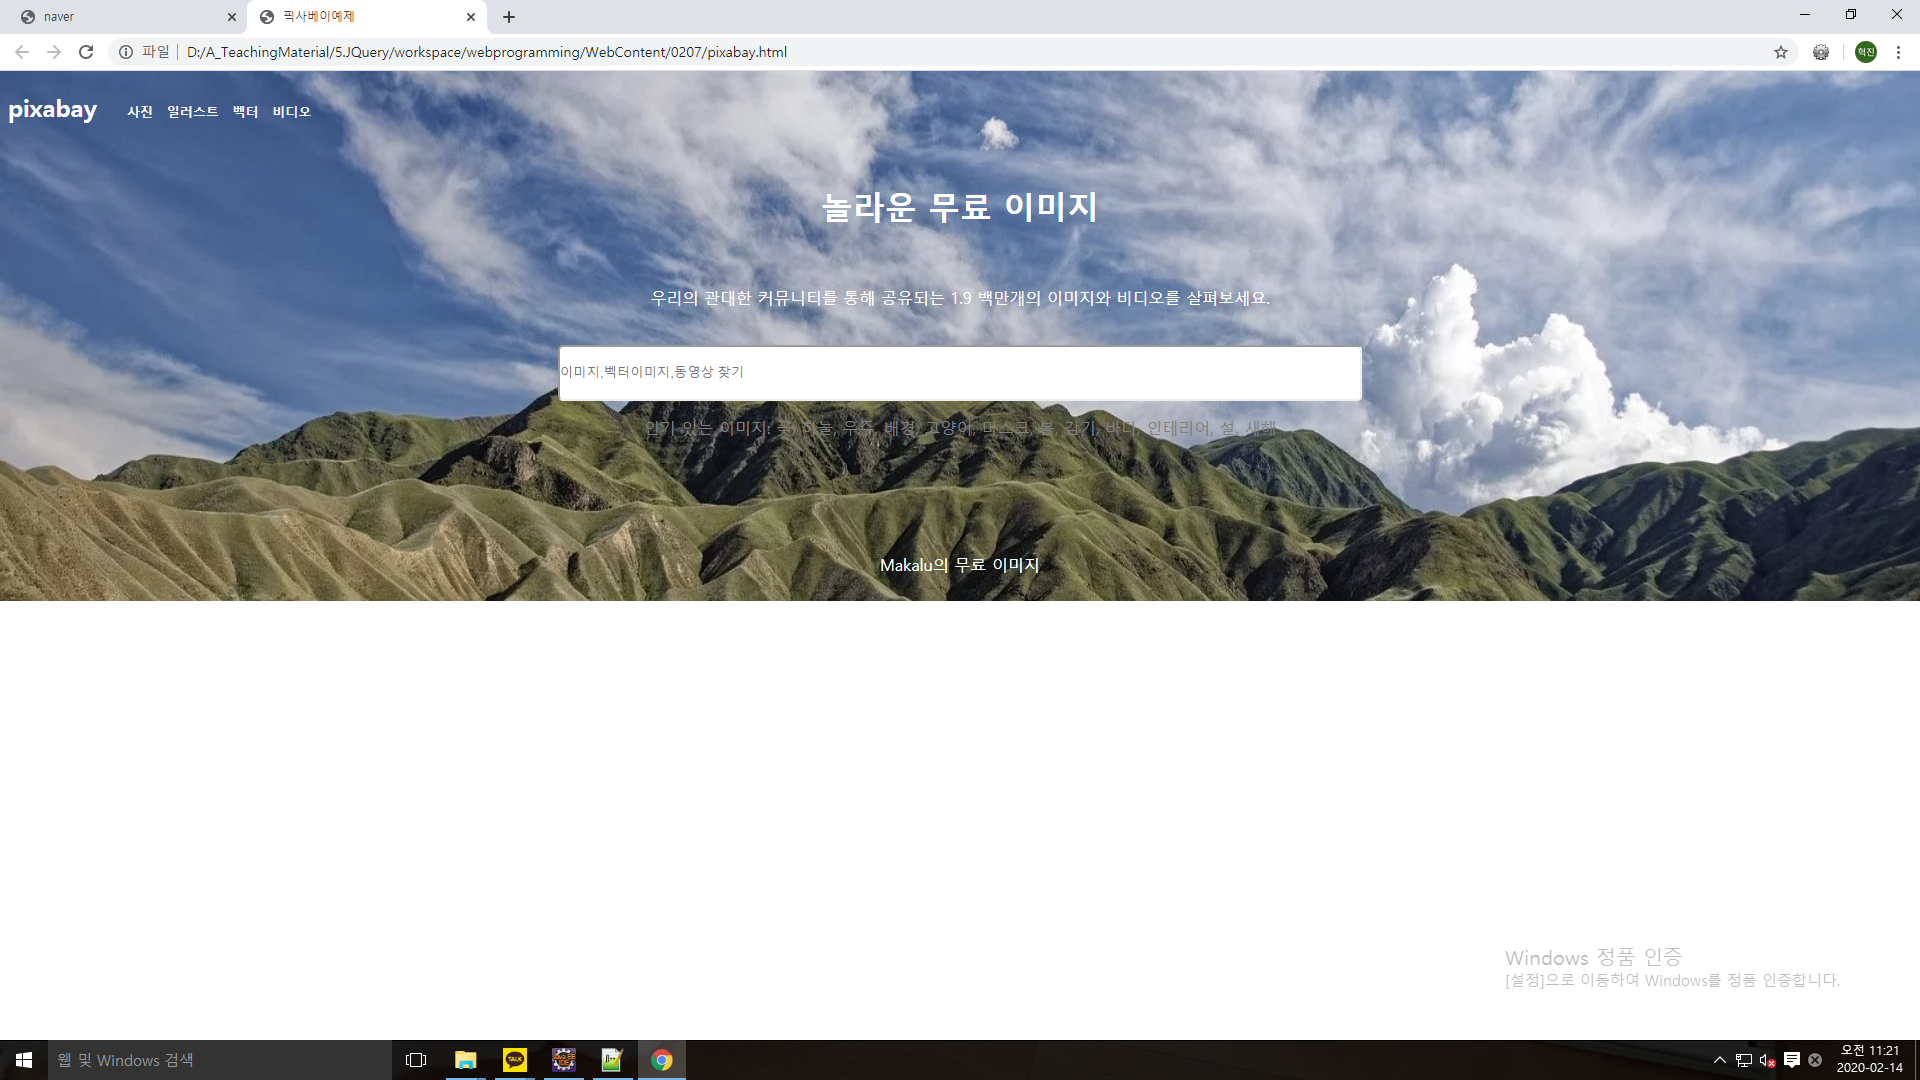 naver
픽사베이예제
파일
D:/A_TeachingMaterial/5.JQuery/workspace/webprogramming/WebContent/0207/pixabay.html
혁진
pixabay 사진 일러스트 벡터 비디오
놀라운 무료 이미지
우리의 관대한 커뮤니티를 통해 공유되는 1.9 백만개의 이미지와 비디오를 살펴보세요.
이미지,벡터이미지,동영상 찾기
인기 있는 이미지: 꽃, 하늘, 우주, 배경, 고양이, 마스크, 봄, 감기, 바다, 인테리어, 설, 새해
Makalu의 무료 이미지
Windows 정품 인증
[설정]으로 이동하여 Windows를 정품 인증합니다.
웹 및 Windows 검색
TALK
오전 11:21
2020-02-14